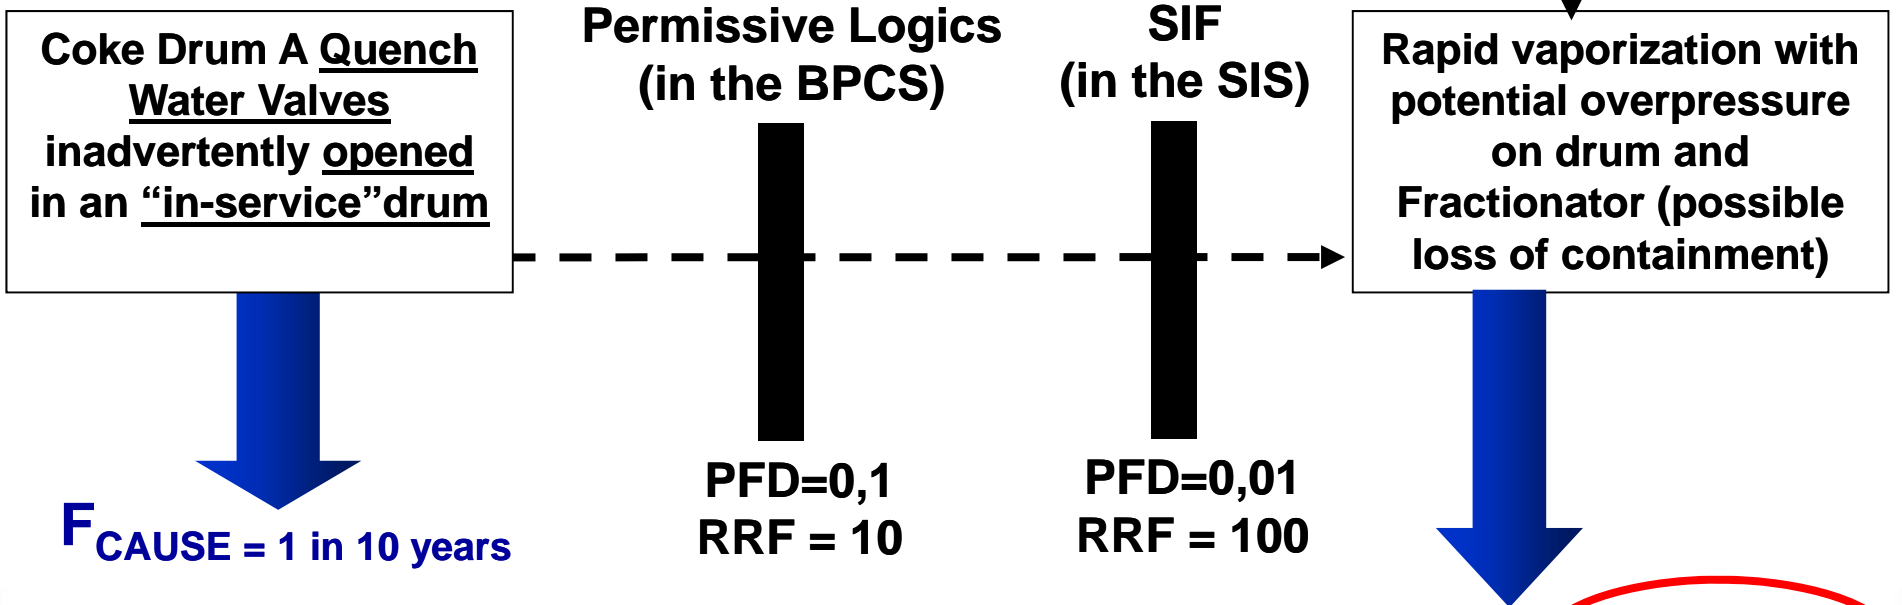 Coke Drum A Quench
Water Valves
inadvertently opened
in an “in-service”drum
FCAUSE = 1 in 10 years
Permissive Logics
(in the BPCS)
PFD=0,1
RRF = 10
SIF
(in the SIS)
PFD=0,01
RRF = 100
Rapid vaporization with
potential overpressure
on drum and
Fractionator (possible
loss of containment)